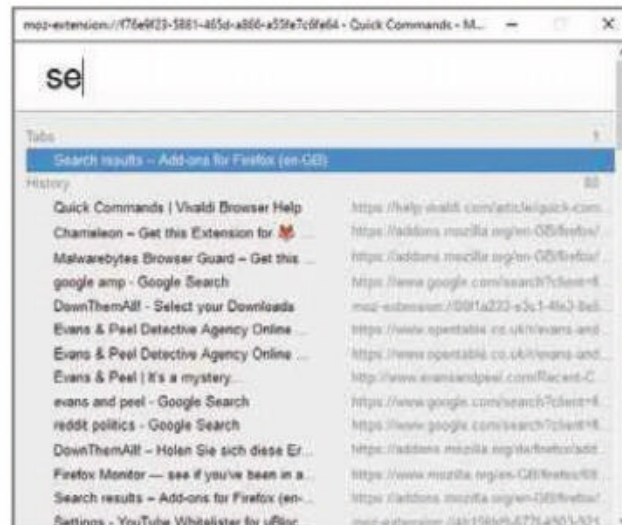 moz-extension://f76e9f23-5881-465d-a866-a55fe7c6fe64 - Quick Commands - M...
se
Tabs 1
Search results – Add-ons for Firefox (en-GB)
History
Quick Commands | Vivaldi Browser Help https://help.vivaldi.com/article/quick-com...
Chameleon – Get this Extension for 🦊 ... https://addons.mozilla.org/en-GB/firefox/
Malwarebytes Browser Guard – Get this ... https://addons.mozilla.org/en-GB/firefox/
google amp - Google Search https://www.google.com/search?client=fi...
DownThemAll! - Select your Downloads
Evans & Peel Detective Agency Online ... https://www.opentable.co.uk/r/evans-and...
Evans & Peel Detective Agency Online ... https://www.opentable.co.uk/r/evans-and...
Evans & Peel | It's a mystery... http://www.evansandpeel.com/Recent-C...
evans and peel - Google Search https://www.google.com/search?client=fi...
reddit politics - Google Search https://www.google.com/search?client=fi...
DownThemAll! – Holen Sie sich diese Er... https://addons.mozilla.org/de/firefox/add...
Firefox Monitor — see if you've been in a... https://www.mozilla.org/en-GB/firefox/69...
Search results – Add-ons for Firefox (en-... https://addons.mozilla.org/en-GB/firefox/
Settings - YouTube Whitelister for uBloc...